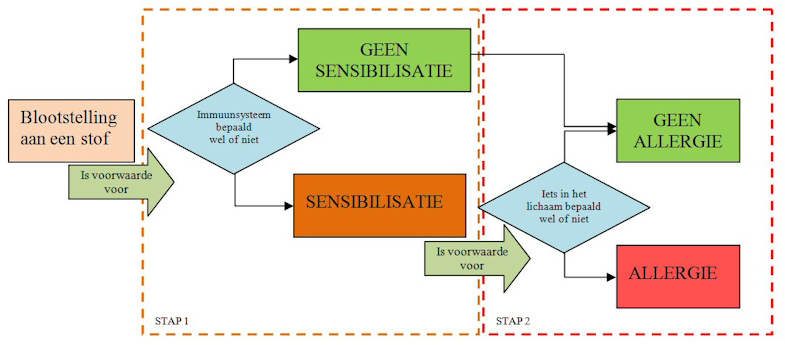 Blootstelling
aan een stof
Is voorwaarde
voor
Immuunsysteem
bepaald
wel of niet
GEEN
SENSIBILISATIE
SENSIBILISATIE
STAP 1
Is voorwaarde
voor
Iets in het
lichaam bepaald
wel of niet
GEEN
ALLERGIE
ALLERGIE
STAP 2